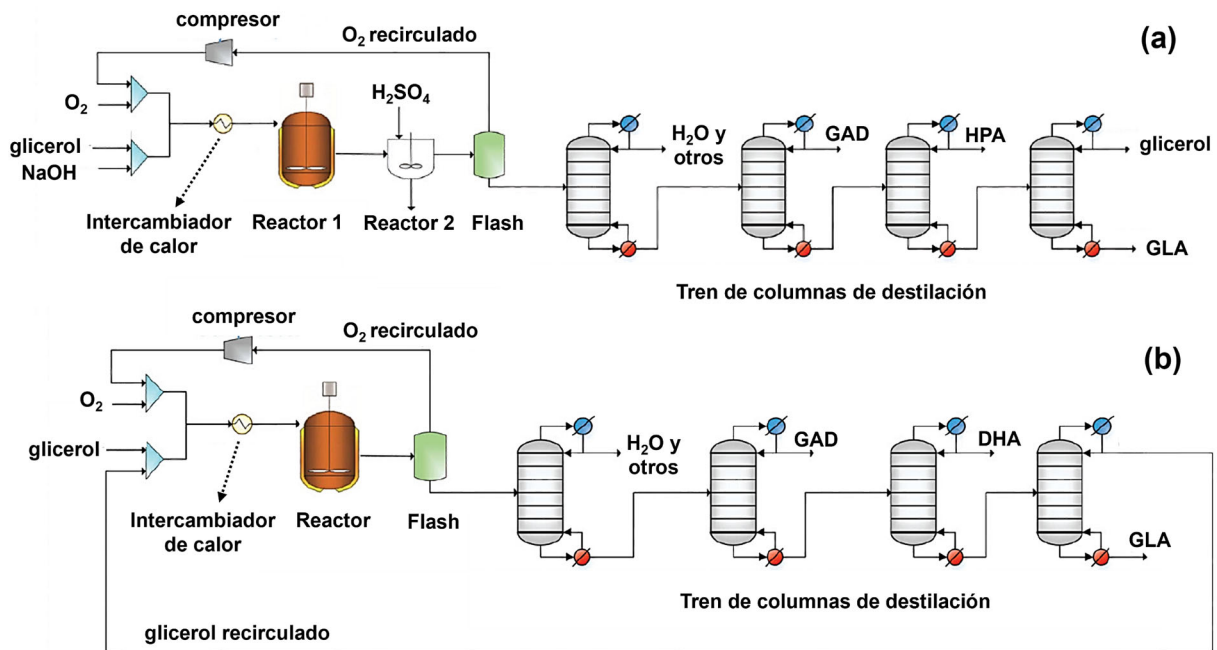 compresor
O2 recirculado
(a)
O2
H2SO4
glicerol
NaOH
H2O y
otros
GAD
HPA
glicerol
Intercambiador
de calor
Reactor 1
Reactor 2
Flash
GLA
Tren de columnas de destilación
compresor
O2 recirculado
(b)
O2
glicerol
H2O y
otros
GAD
DHA
Intercambiador
de calor
Reactor
Flash
GLA
Tren de columnas de destilación
glicerol recirculado